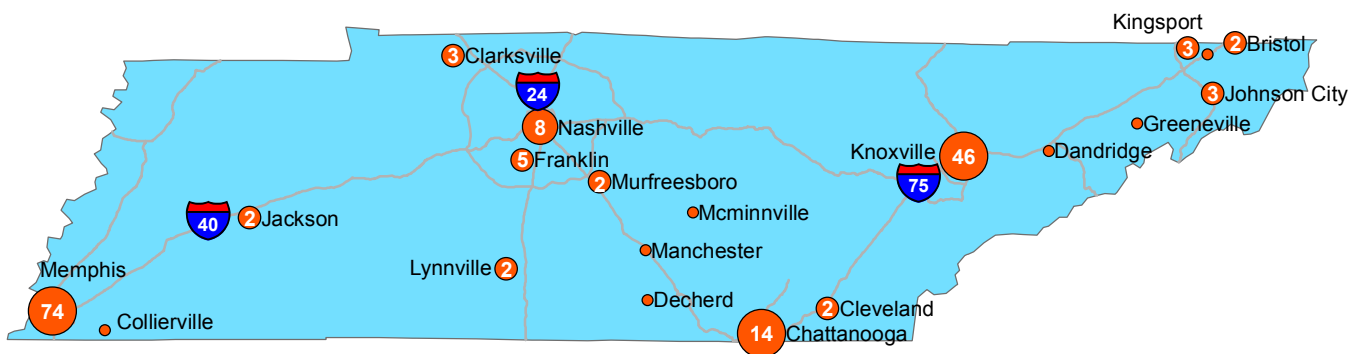 Kingsport
3
2 Bristol
3 Clarksville
24
3 Johnson City
8 Nashville
Greeneville
Knoxville 46
Dandridge
5 Franklin
2 Murfreesboro
75
Mcminnville
40
2 Jackson
Manchester
Memphis
Lynnville 2
74
Decherd
2 Cleveland
Collierville
14 Chattanooga